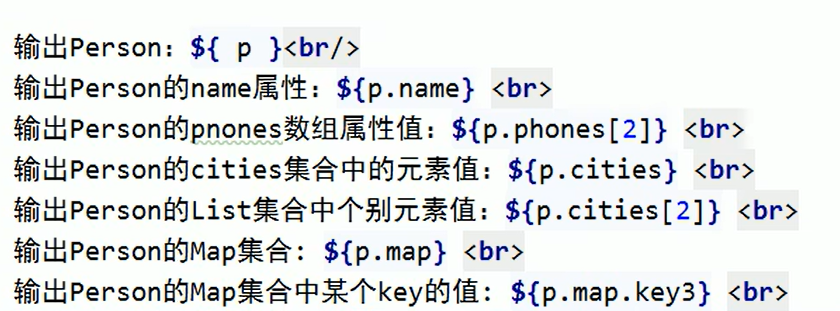 输出Person：${ p }<br/>
输出Person的name属性：${p.name} <br>
输出Person的pnones数组属性值：${p.phones[2]} <br>
输出Person的cities集合中的元素值：${p.cities} <br>
输出Person的List集合中个别元素值：${p.cities[2]} <br>
输出Person的Map集合: ${p.map} <br>
输出Person的Map集合中某个key的值: ${p.map.key3} <br>